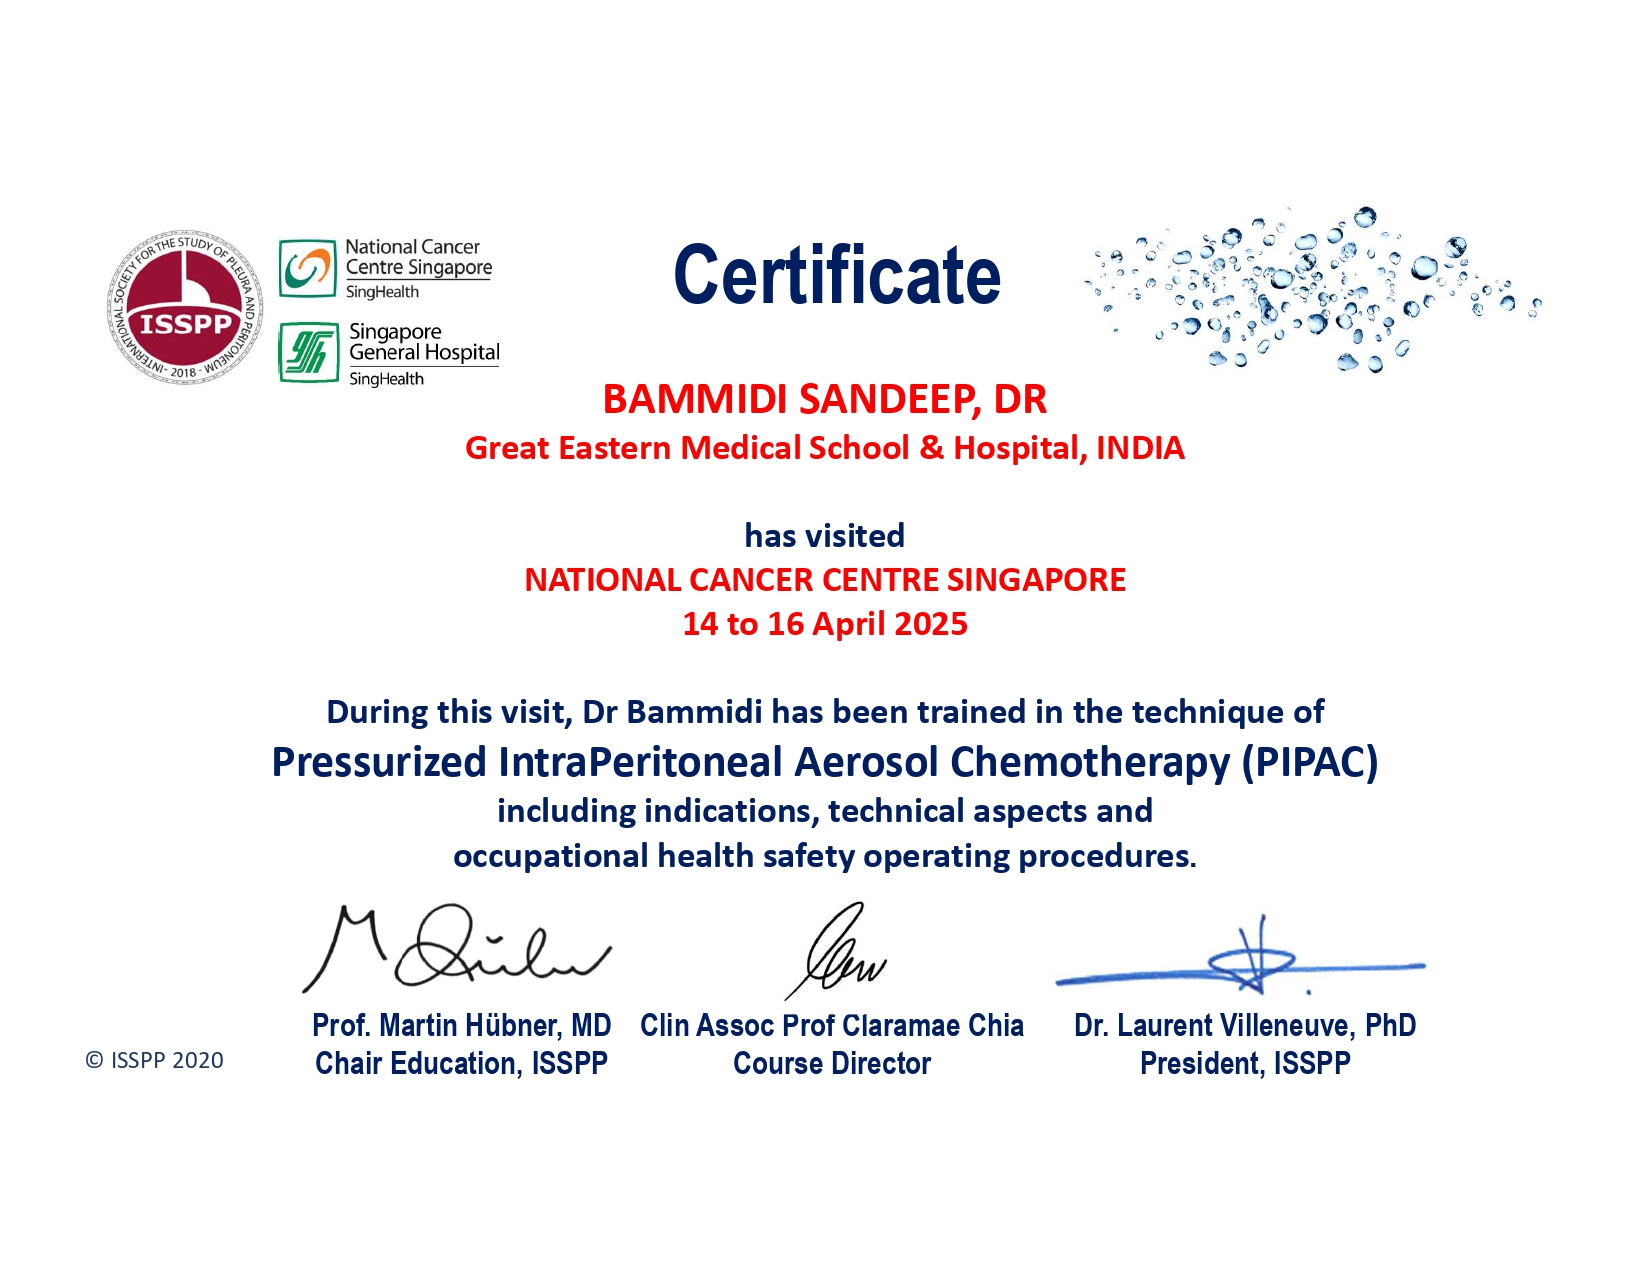 INTERNATIONAL SOCIETY FOR THE STUDY OF PLEURA AND PERITONEUM
- 2018 -
ISSPP
National Cancer
Centre Singapore
SingHealth
Singapore
General Hospital
SingHealth
Certificate
BAMMIDI SANDEEP, DR
Great Eastern Medical School & Hospital, INDIA
has visited
NATIONAL CANCER CENTRE SINGAPORE
14 to 16 April 2025
During this visit, Dr Bammidi has been trained in the technique of
Pressurized IntraPeritoneal Aerosol Chemotherapy (PIPAC)
including indications, technical aspects and
occupational health safety operating procedures.
Prof. Martin Hübner, MD
Chair Education, ISSPP
Clin Assoc Prof Claramae Chia
Course Director
Dr. Laurent Villeneuve, PhD
President, ISSPP
© ISSPP 2020